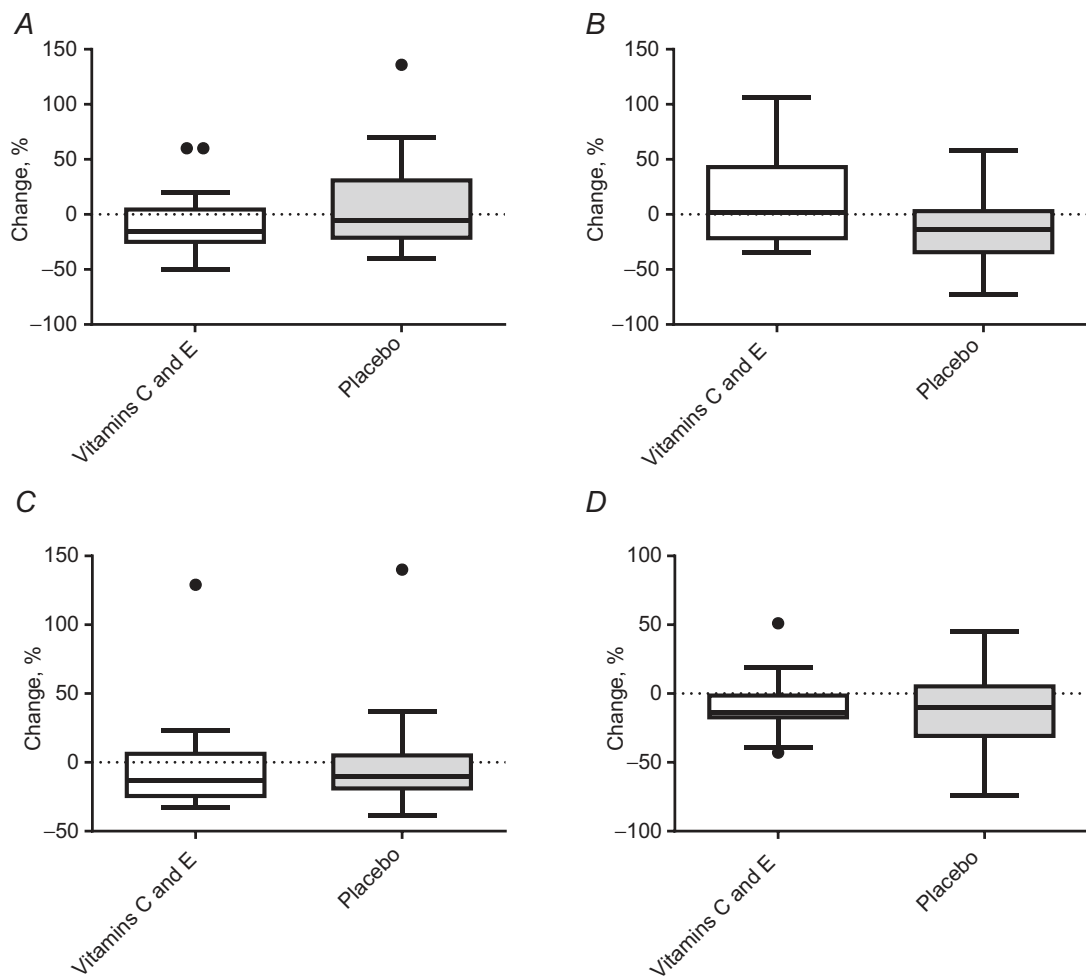 A
Change, %
150
100
50
0
–50
–100
Vitamins C and E
Placebo
B
Change, %
150
100
50
0
–50
–100
Vitamins C and E
Placebo
C
Change, %
150
100
50
0
–50
Vitamins C and E
Placebo
D
Change, %
100
50
0
–50
–100
Vitamins C and E
Placebo